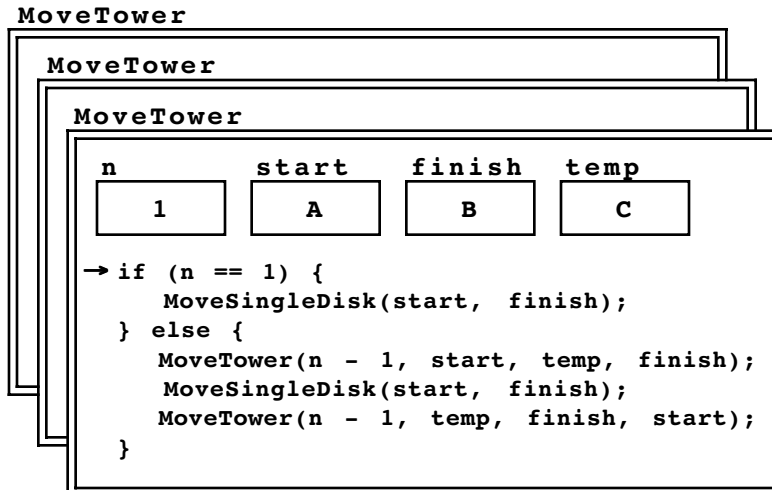 MoveTower
MoveTower
MoveTower
n start finish temp
1 A B C
→ if (n == 1) {
MoveSingleDisk(start, finish);
} else {
MoveTower(n - 1, start, temp, finish);
MoveSingleDisk(start, finish);
MoveTower(n - 1, temp, finish, start);
}